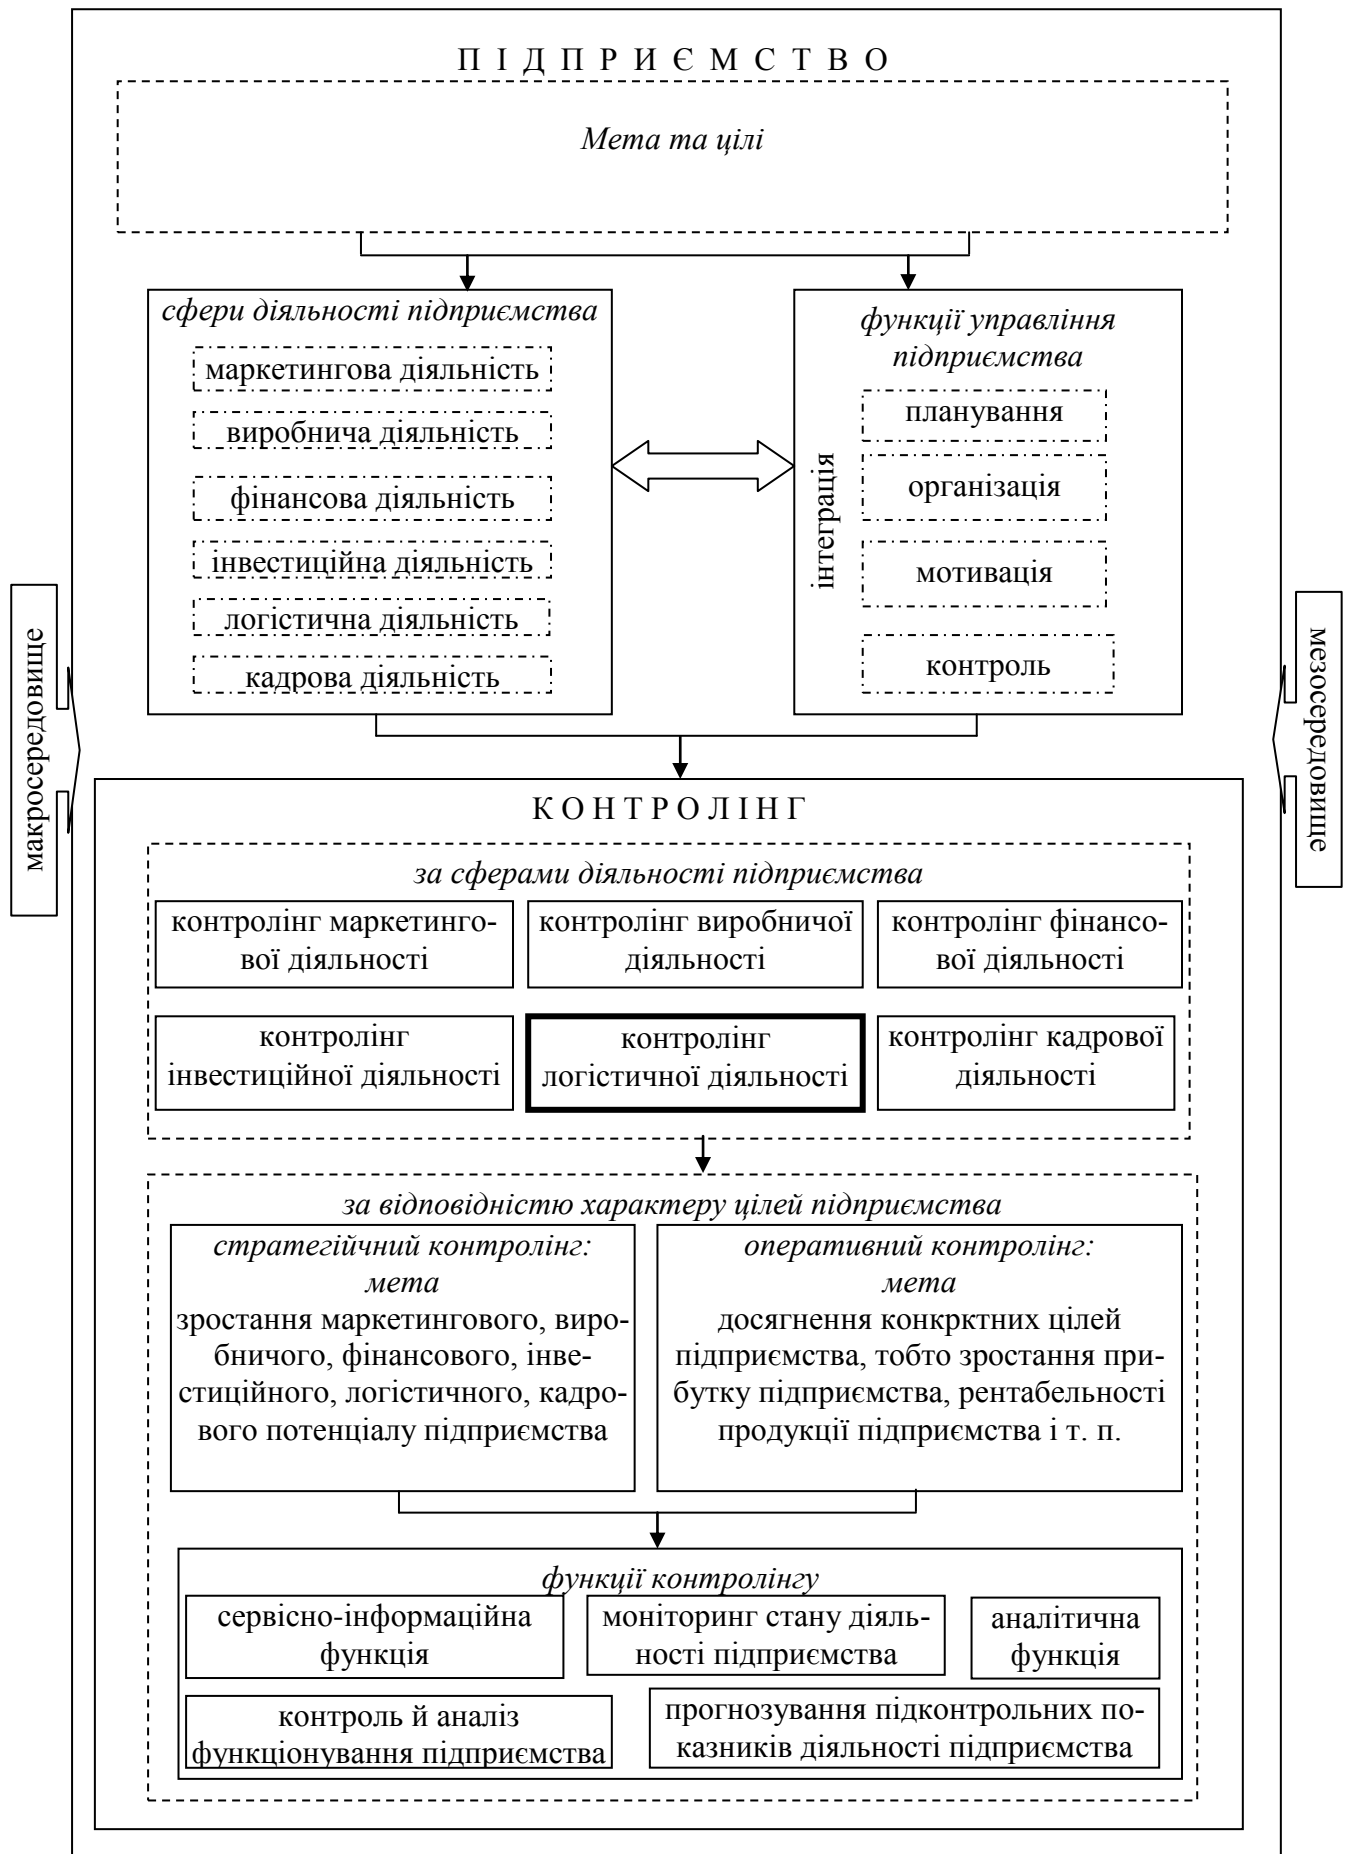 П І Д П Р И Є М С Т В О
Мета та цілі
сфери діяльності підприємства
маркетингова діяльність
виробнича діяльність
фінансова діяльність
інвестиційна діяльність
логістична діяльність
кадрова діяльність
функції управління
підприємства
інтеграція
планування
організація
мотивація
контроль
макросередовище
мезосередовище
К О Н Т Р О Л І Н Г
за сферами діяльності підприємства
контролінг маркетинго-
вої діяльності
контролінг виробничої
діяльності
контролінг фінансо-
вої діяльності
контролінг
інвестиційної діяльності
контролінг
логістичної діяльності
контролінг кадрової
діяльності
за відповідністю характеру цілей підприємства
стратегійчний контролінг:
мета
зростання маркетингового, виро-
бничого, фінансового, інве-
стиційного, логістичного, кадро-
вого потенціалу підприємства
оперативний контролінг:
мета
досягнення конкртних цілей
підприємства, тобто зростання при-
бутку підприємства, рентабельності
продукції підприємства і т. п.
функції контролінгу
сервісно-інформаційна
функція
моніторинг стану діяль-
ності підприємства
аналітична
функція
контроль й аналіз
функціонування підприємства
прогнозування підконтрольних по-
казників діяльності підприємства